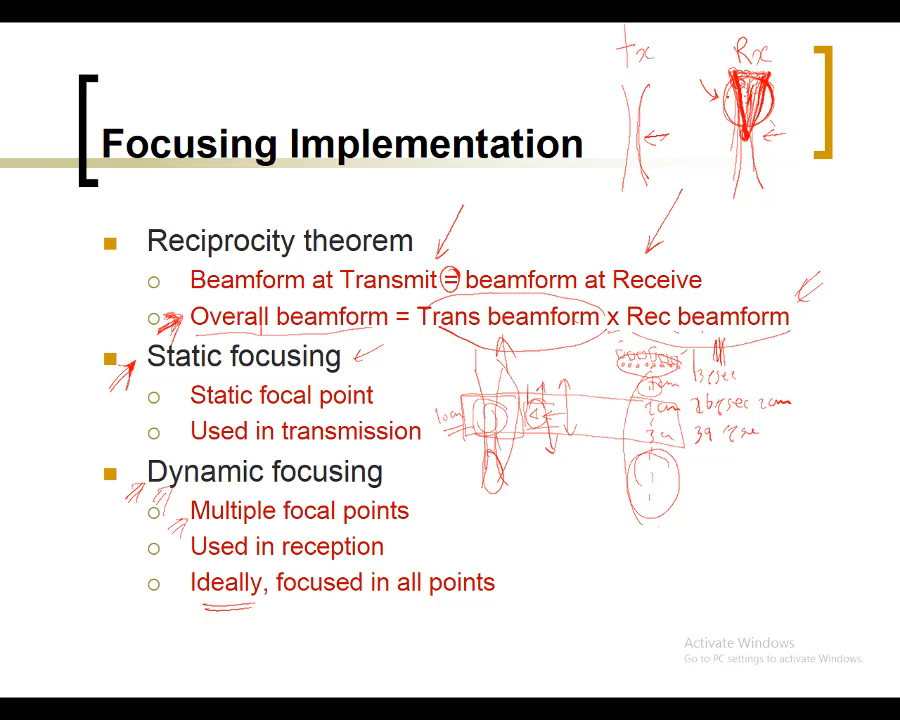 tx Rx
Focusing Implementation
Reciprocity theorem
Beamform at Transmit = beamform at Receive
Overall beamform = Trans beamform x Rec beamform
Static focusing
Static focal point
Used in transmission
Dynamic focusing
Multiple focal points
Used in reception
Ideally, focused in all points
Activate Windows
Go to PC settings to activate Windows.